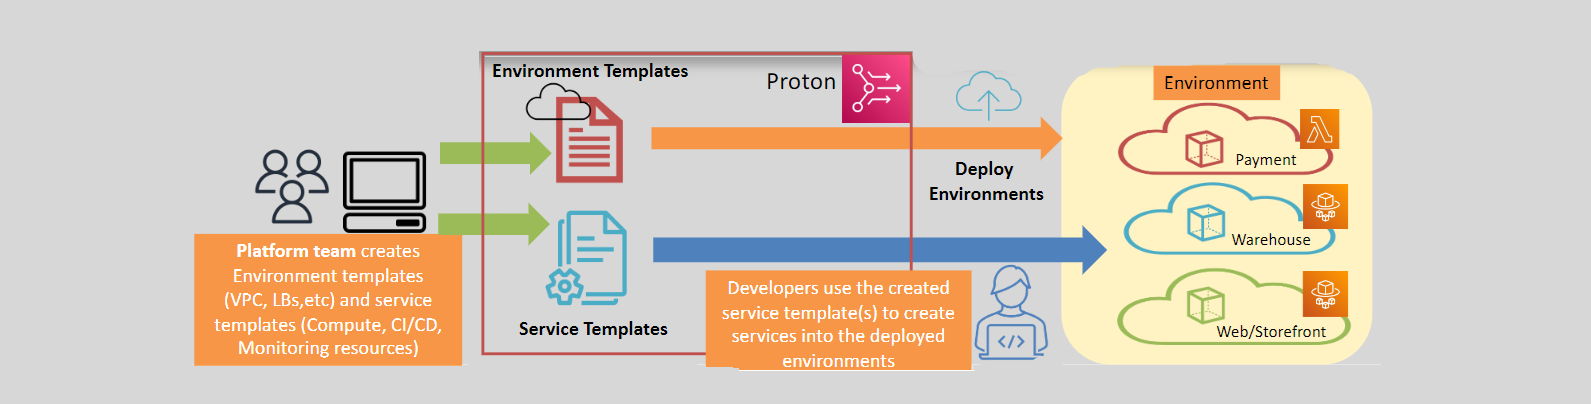 Environment Templates
Proton
Environment
Payment
Deploy
Environments
Warehouse
Platform team creates
Environment templates
(VPC, LBs,etc) and service
templates (Compute, CI/CD,
Monitoring resources)
Service Templates
Developers use the created
service template(s) to create
services into the deployed
environments
</>
Web/Storefront